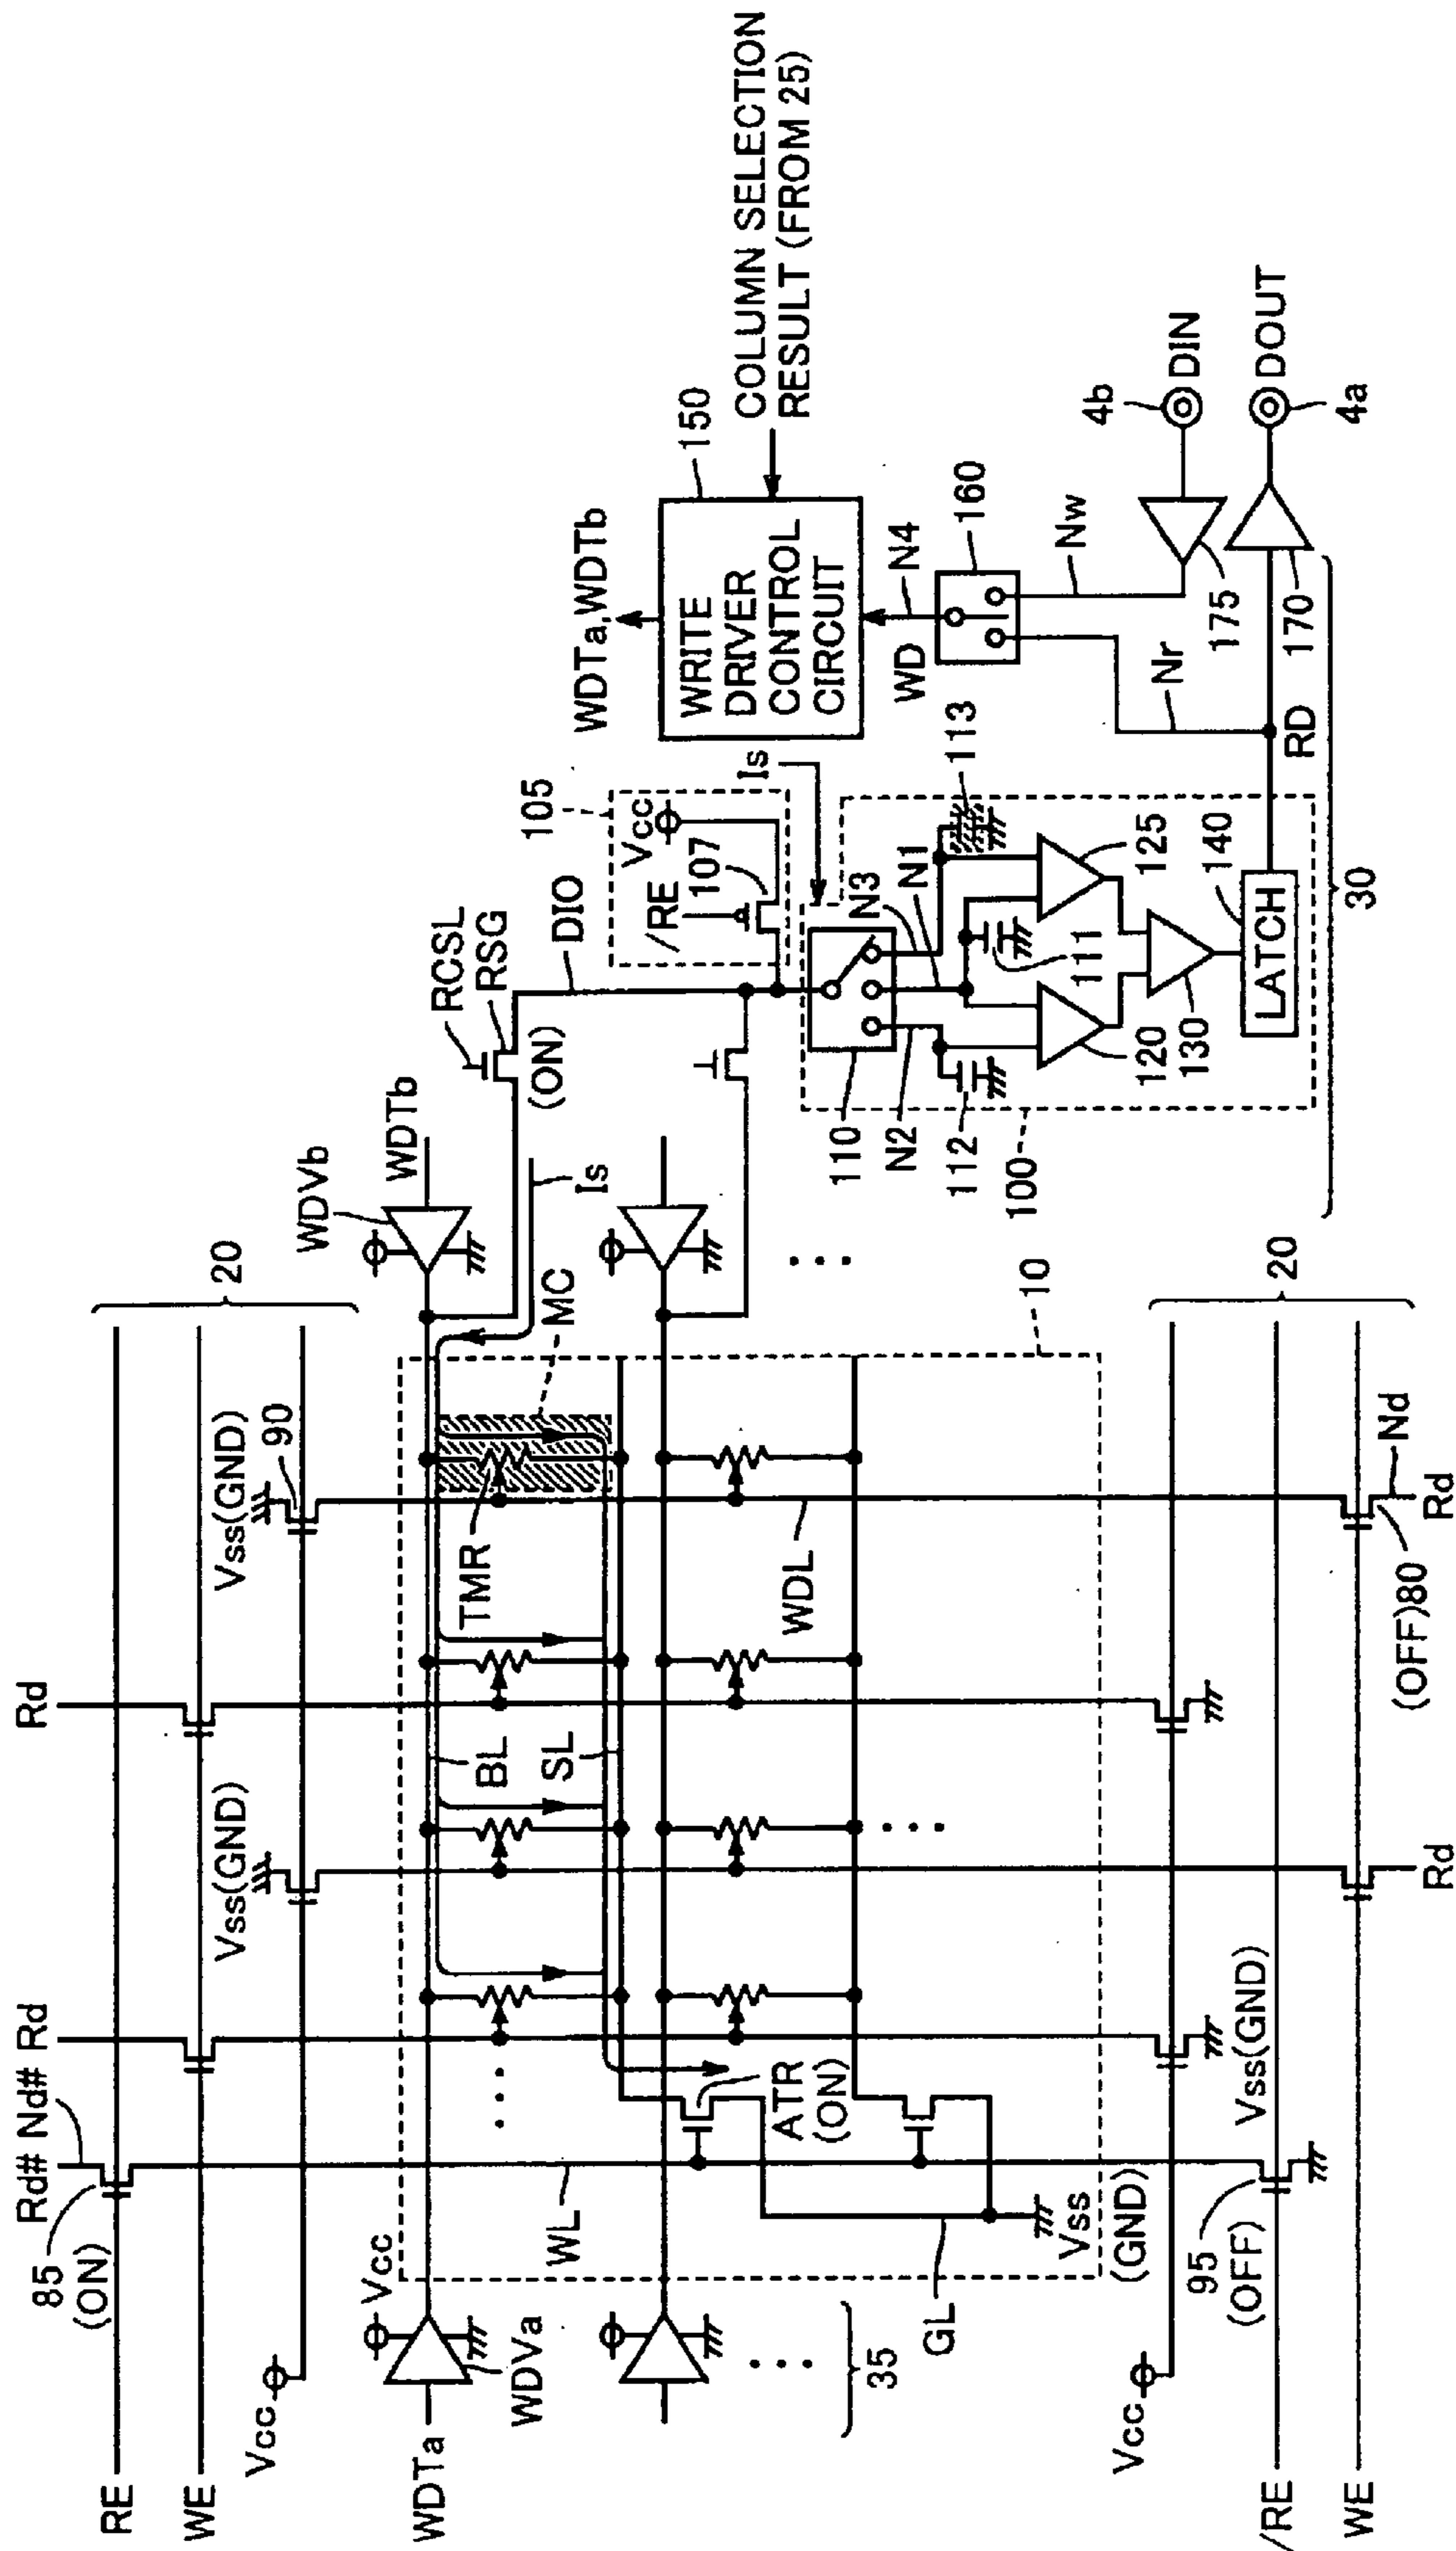 RE
WE
Vcc
WDTa
WDVa
Vcc
35
85
(ON)
Rd#
Nd#
Rd
Vss(GND)
Rd
Vss(GND)
90
20
WL
BL
SL
TMR
MC
WDL
10
ATR
(ON)
GL
Vss
(GND)
Vcc
/RE
WE
95
(OFF)
Vss(GND)
Rd
(OFF)80
Nd
Rd
20
WDVb
WDTb
Is
RCSL
RSG
(ON)
DIO
105
Vcc
/RE
107
Is
110
N2
N3
N1
112
111
113
120
125
130
100
LATCH
140
30
RD
WDTa,WDTb
150
WRITE
DRIVER
CONTROL
CIRCUIT
COLUMN SELECTION
RESULT (FROM 25)
WD
N4
160
Nr
Nw
175
170
4b
DIN
DOUT
4a